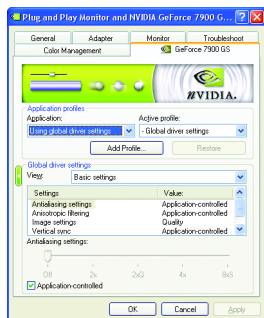 Plug and Play Monitor and NVIDIA GeForce 7900 G...
General Adapter Monitor Troubleshoot
Color Management GeForce 7900 GS
NVIDIA.
Application profiles
Application: Active profile:
Using global driver settings - Global driver settings
Add Profile... Restore
Global driver settings
View: Basic settings
Settings Value:
Antialiasing settings Application-controlled
Anisotropic filtering Application-controlled
Image settings Quality
Vertical sync Application-controlled
Antialiasing settings:
Off 2x 2xQ 4x 8xS
Application-controlled
OK Cancel Apply